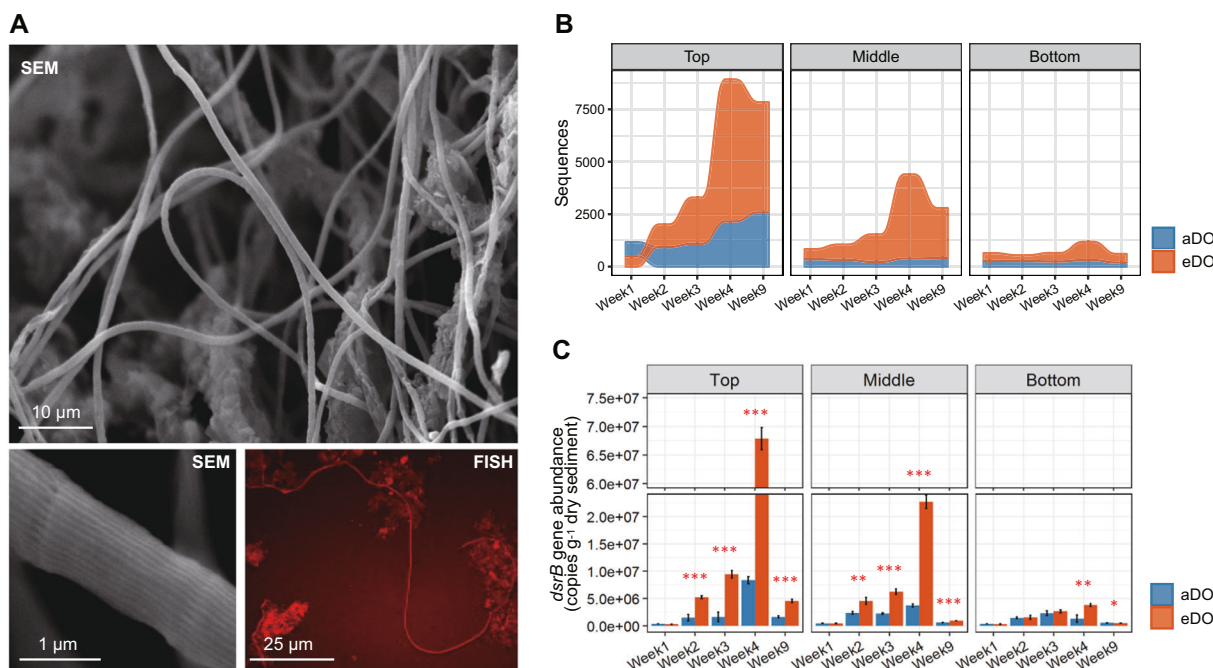 A
SEM
10 µm
SEM
1 µm
FISH
25 µm
B
Top Middle Bottom
Sequences
7500
5000
2500
0
Week1 Week2 Week3 Week4 Week9 Week1 Week2 Week3 Week4 Week9 Week1 Week2 Week3 Week4 Week9
aDO
eDO
C
Top Middle Bottom
dsrB gene abundance
(copies g⁻¹ dry sediment)
7.5e+07
7.0e+07
6.5e+07
6.0e+07
2.0e+07
1.5e+07
1.0e+07
5.0e+06
0.0e+00
*** *** *** ***
** *** *** ***
** *
Week1 Week2 Week3 Week4 Week9 Week1 Week2 Week3 Week4 Week9 Week1 Week2 Week3 Week4 Week9
aDO
eDO